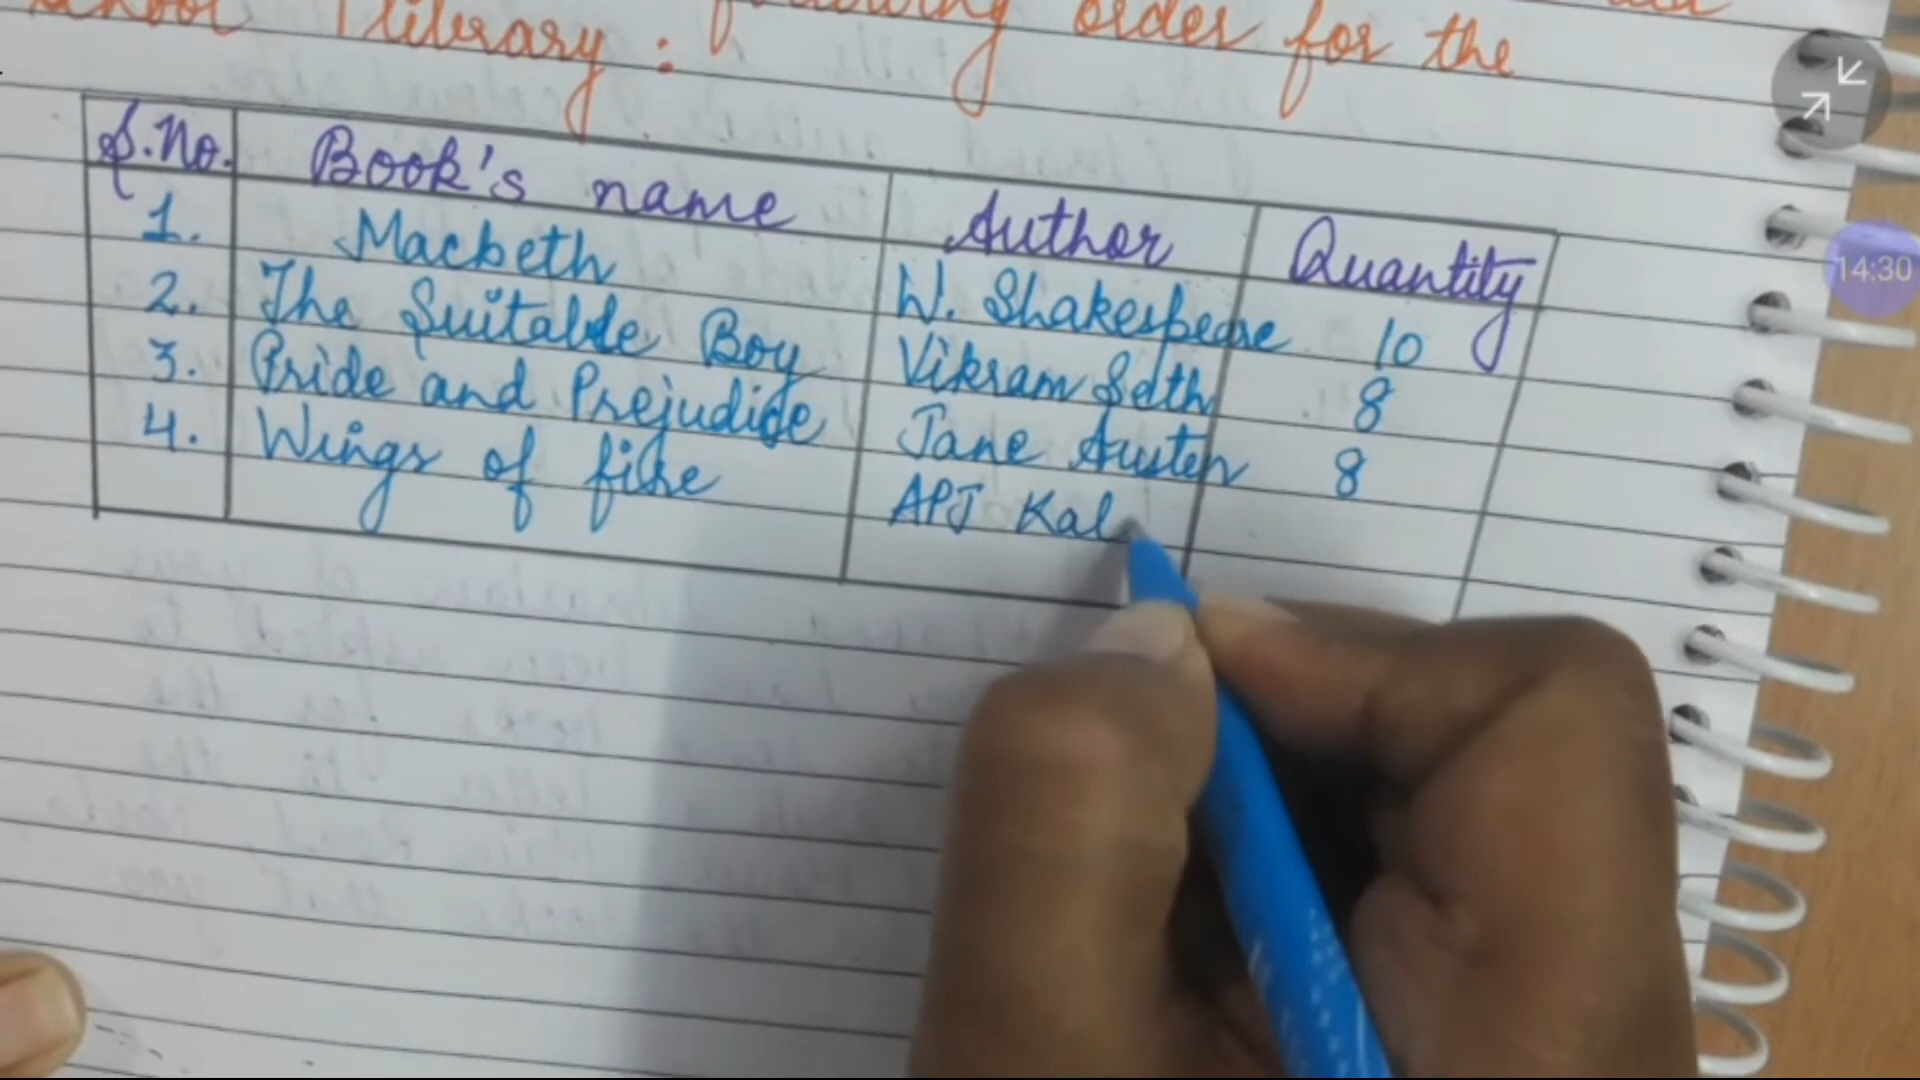 school library: following order for the
S.No. Book's name Author Quantity
1. Macbeth W. Shakespeare 10
2. The Suitable Boy Vikram Seth 8
3. Pride and Prejudice Jane Austen 8
4. Wings of fire APJ Kal
14:30